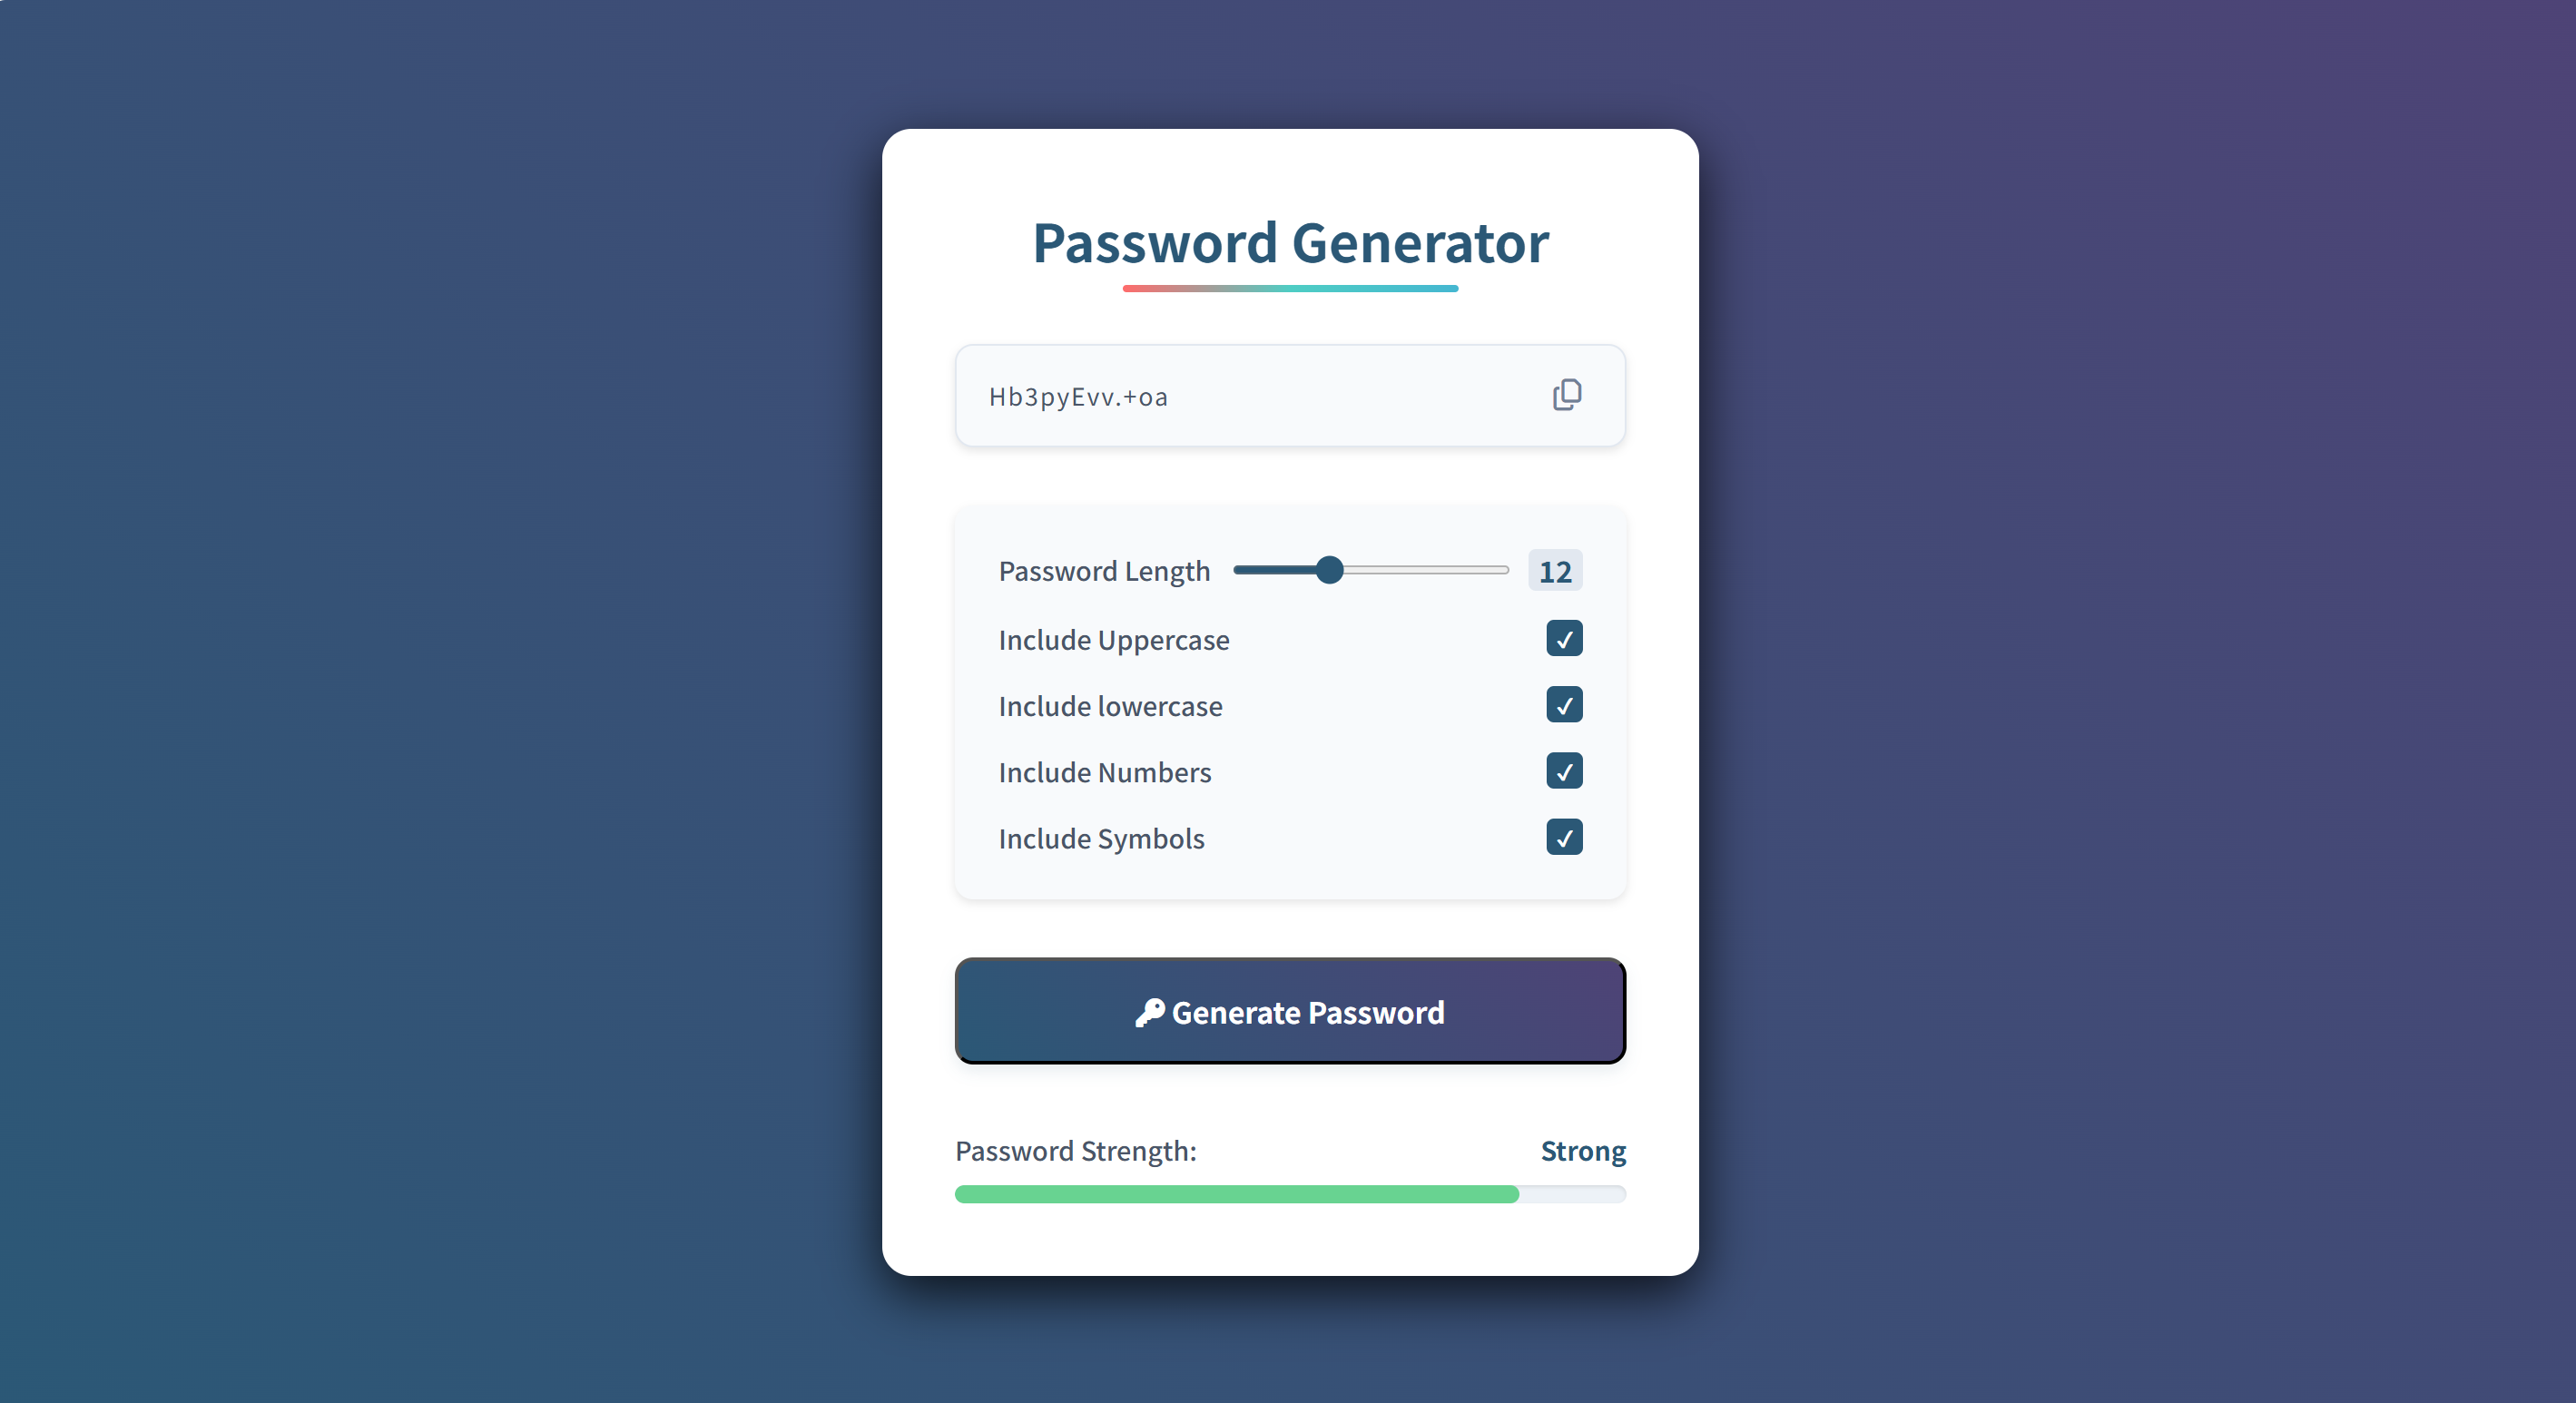 Password Generator
Hb3pyEvv.+oa
Password Length 12
Include Uppercase
Include lowercase
Include Numbers
Include Symbols
Generate Password
Password Strength: Strong